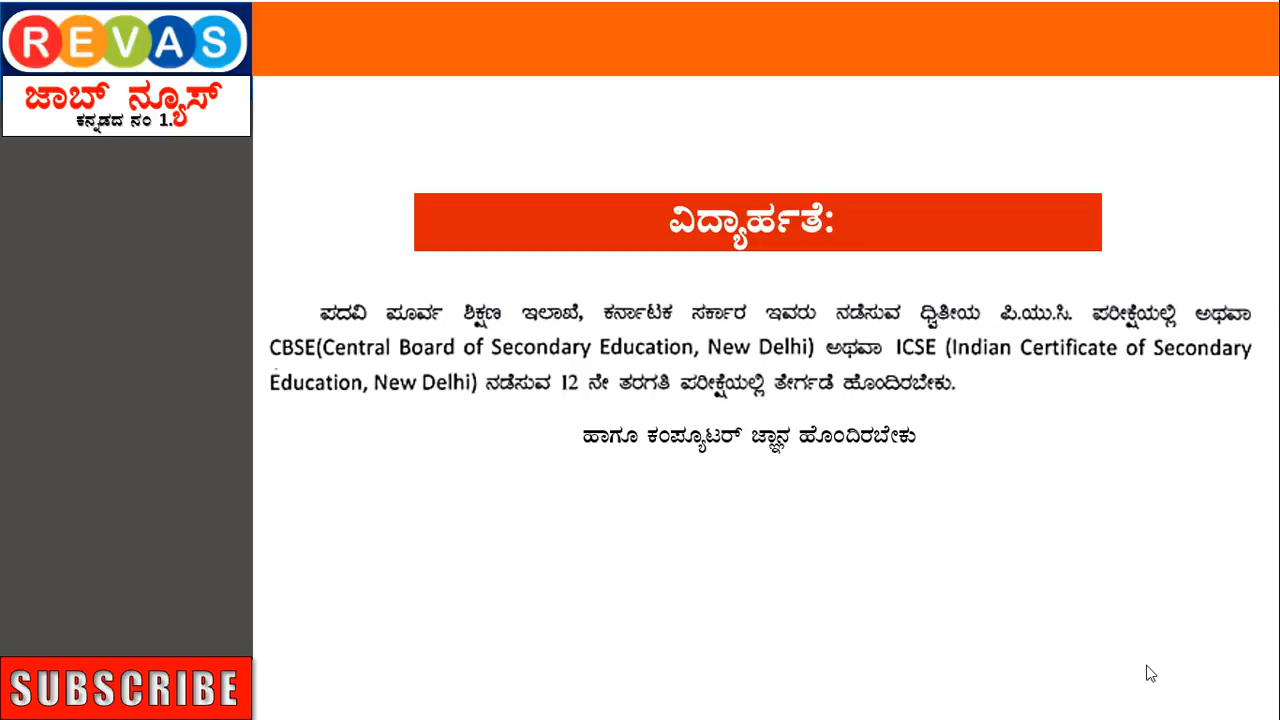 REVAS
ಜಾಬ್ ನ್ಯೂಸ್
ಕನ್ನಡದ ನಂ 1.
ವಿದ್ಯಾರ್ಹತೆ:
ಪದವಿ ಪೂರ್ವ ಶಿಕ್ಷಣ ಇಲಾಖೆ, ಕರ್ನಾಟಕ ಸರ್ಕಾರ ಇವರು ನಡೆಸುವ ಧ್ವಿತೀಯ ಪಿ.ಯು.ಸಿ. ಪರೀಕ್ಷೆಯಲ್ಲಿ ಅಥವಾ
CBSE(Central Board of Secondary Education, New Delhi) ಅಥವಾ ICSE (Indian Certificate of Secondary
Education, New Delhi) ನಡೆಸುವ 12 ನೇ ತರಗತಿ ಪರೀಕ್ಷೆಯಲ್ಲಿ ತೇರ್ಗಡೆ ಹೊಂದಿರಬೇಕು.
ಹಾಗೂ ಕಂಪ್ಯೂಟರ್ ಜ್ಞಾನ ಹೊಂದಿರಬೇಕು
SUBSCRIBE